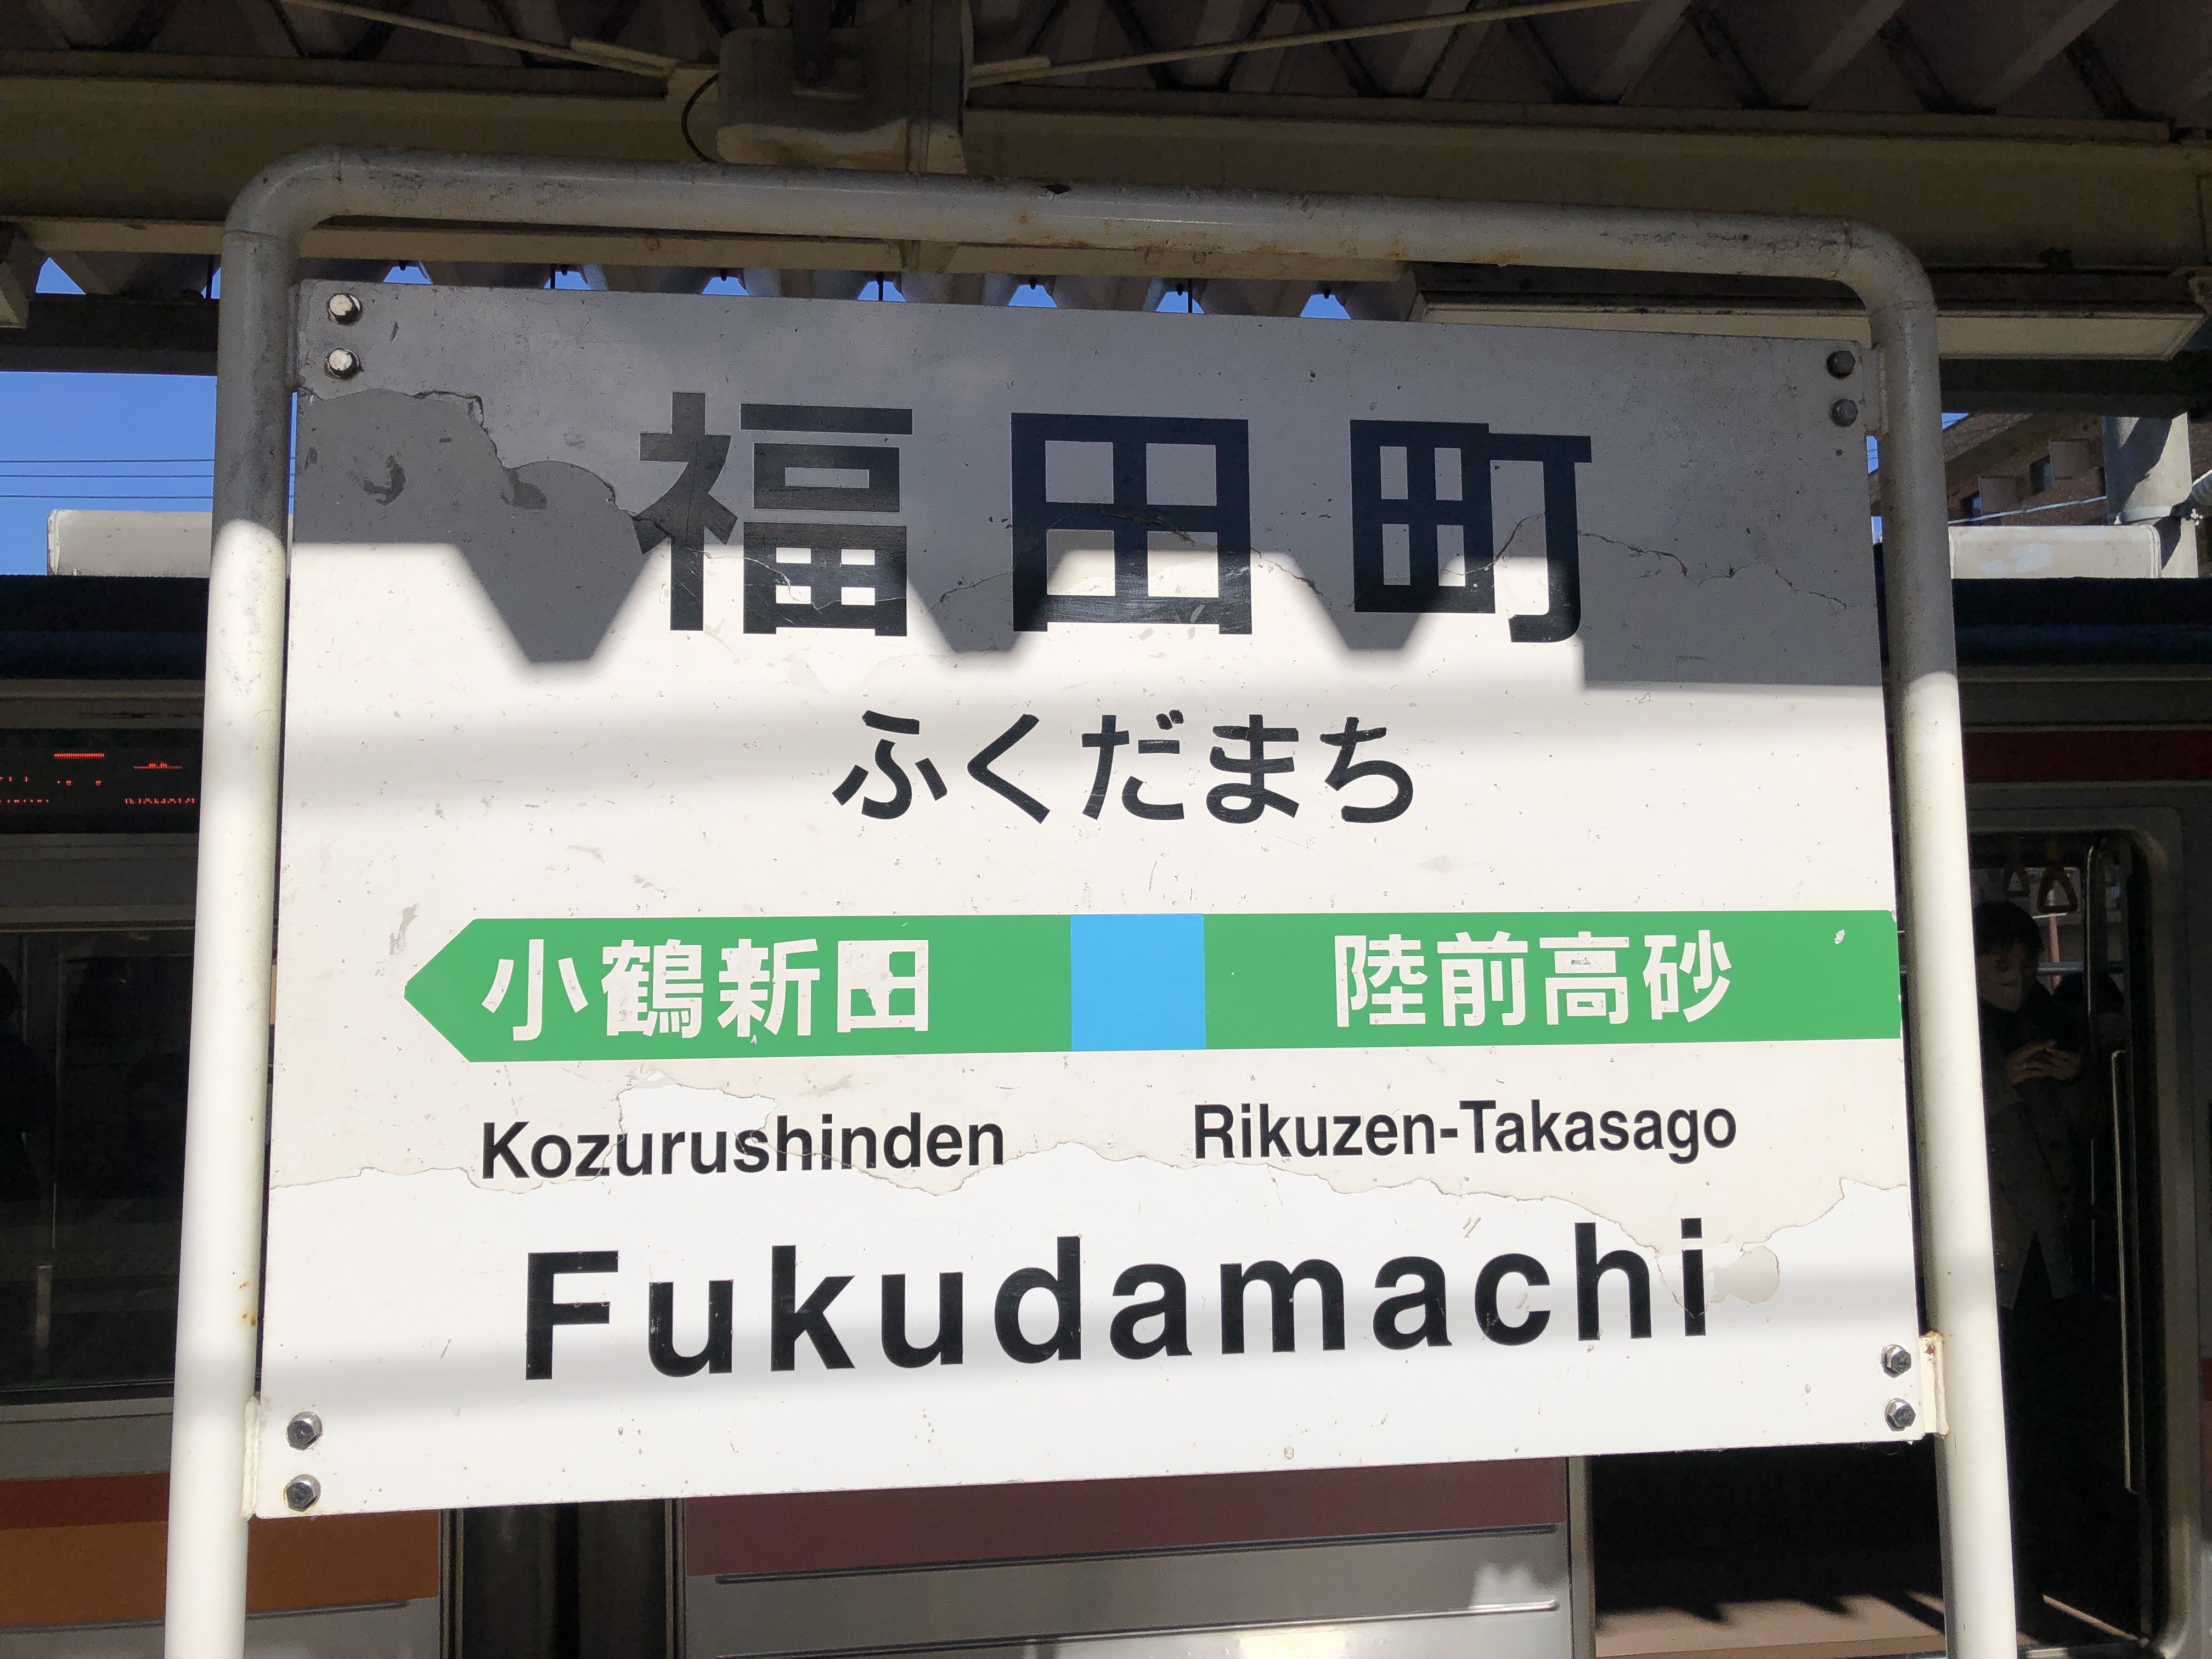 福田町
ふくだまち
小鶴新田 陸前高砂
Kozurushinden Rikuzen-Takasago
Fukudamachi